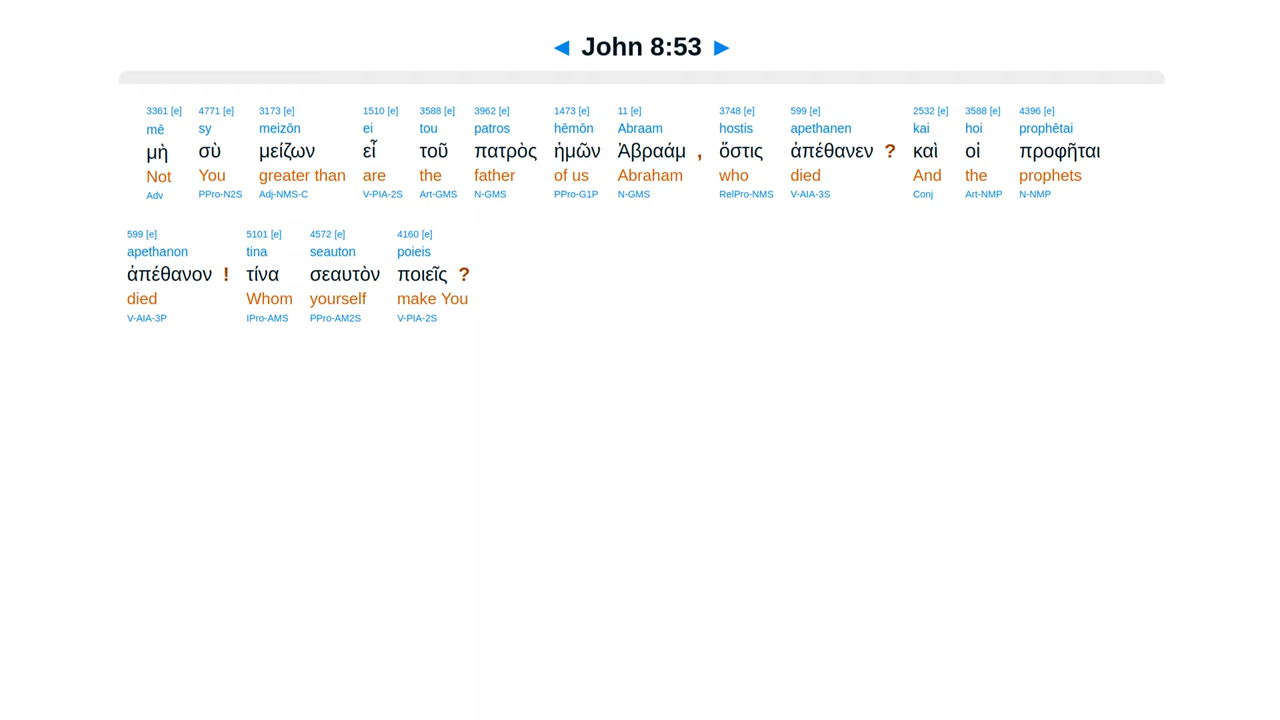 ◄ John 8:53 ►
3361 [e] 4771 [e] 3173 [e] 1510 [e] 3588 [e] 3962 [e] 1473 [e] 11 [e] 3748 [e] 599 [e] 2532 [e] 3588 [e] 4396 [e]
mē sy meizōn ei tou patros hēmōn Abraam hostis apethanen kai hoi prophētai
μὴ σὺ μείζων εἶ τοῦ πατρὸς ἡμῶν Ἀβραάμ , ὅστις ἀπέθανεν ? καὶ οἱ προφῆται
Not You greater than are the father of us Abraham who died And the prophets
Adv PPro-N2S Adj-NMS-C V-PIA-2S Art-GMS N-GMS PPro-G1P N-GMS RelPro-NMS V-AIA-3S Conj Art-NMP N-NMP
599 [e] 5101 [e] 4572 [e] 4160 [e]
apethanon tina seauton poieis
ἀπέθανον ! τίνα σεαυτὸν ποιεῖς ?
died Whom yourself make You
V-AIA-3P IPro-AMS PPro-AM2S V-PIA-2S